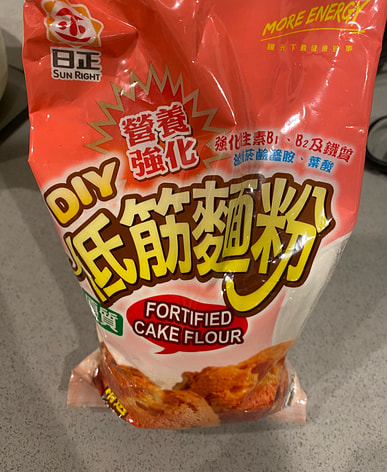 日正
SUN RIGHT
MORE ENERGY
營養
強化
強化維生素B₁、B₂及鐵質
DIY
低筋麵粉
質
FORTIFIED
CAKE FLOUR